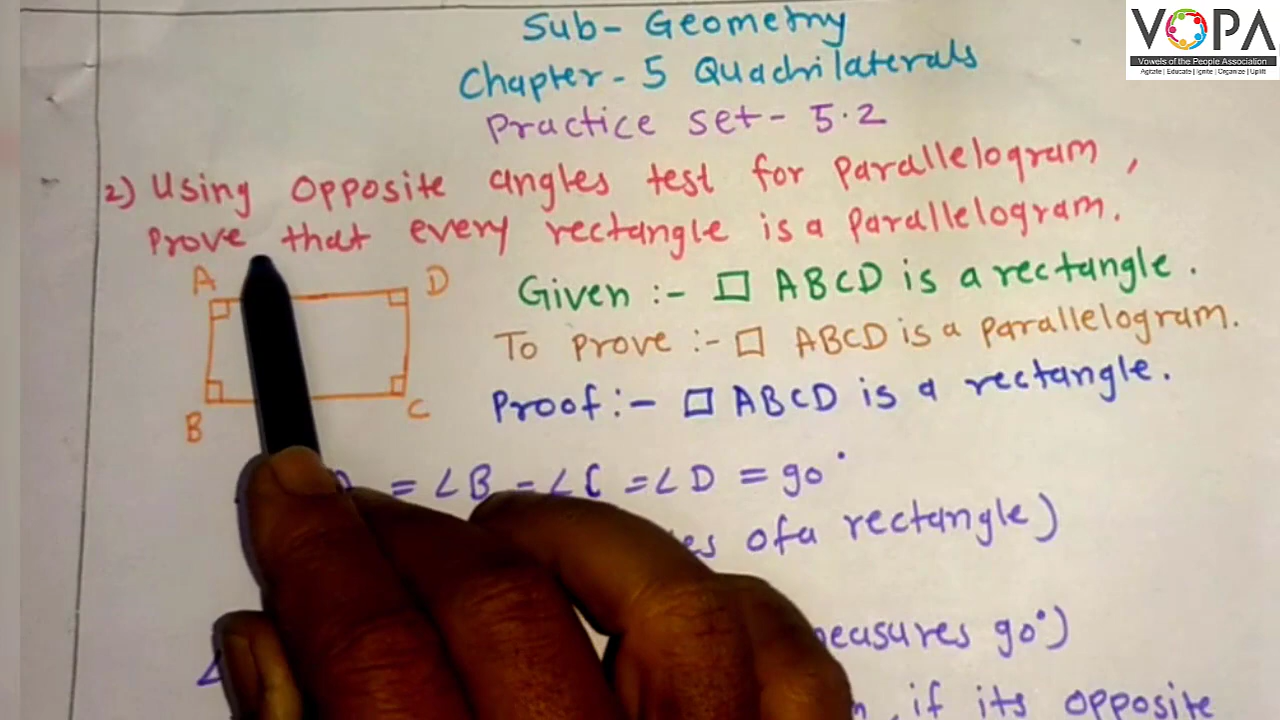 Sub- Geometry
VOPA
Vowels of the People Association
Agitate | Educate | Ignite | Organize | Uplift
Chapter - 5 Quadrilaterals
Practice set - 5.2
2) Using opposite angles test for parallelogram,
Prove that every rectangle is a parallelogram.
A D
B C
Given :- □ ABCD is a rectangle.
To prove :- □ ABCD is a parallelogram.
Proof :- □ ABCD is a rectangle.
= ∠B = ∠C = ∠D = 90°
of a rectangle)
measures 90°)
if its opposite